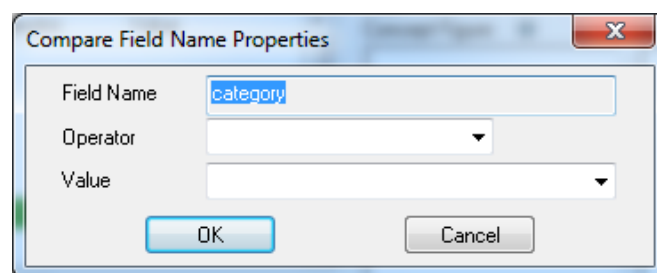 Compare Field Name Properties
Field Name category
Operator
Value
OK Cancel